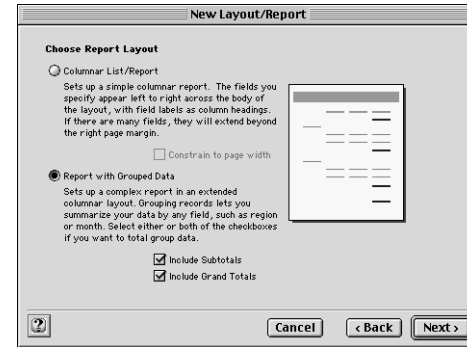 New Layout/Report
Choose Report Layout
Columnar List/Report
Sets up a simple columnar report. The fields you
specify appear left to right across the body of
the layout, with field labels as column headings.
If there are many fields, they will extend beyond
the right page margin.
Constrain to page width
Report with Grouped Data
Sets up a complex report in an extended
columnar layout. Grouping records lets you
summarize your data by any field, such as region
or month. Select either or both of the checkboxes
if you want to total group data.
Include Subtotals
Include Grand Totals
?
Cancel
‹ Back
Next ›